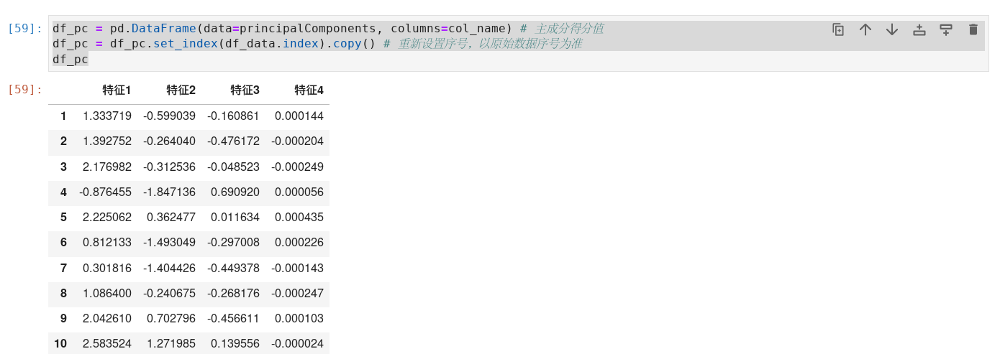 [59]: df_pc = pd.DataFrame(data=principalComponents, columns=col_name) # 主成分得分值
df_pc = df_pc.set_index(df_data.index).copy() # 重新设置序号，以原始数据序号为准
df_pc
[59]: 特征1 特征2 特征3 特征4
1 1.333719 -0.599039 -0.160861 0.000144
2 1.392752 -0.264040 -0.476172 -0.000204
3 2.176982 -0.312536 -0.048523 -0.000249
4 -0.876455 -1.847136 0.690920 0.000056
5 2.225062 0.362477 0.011634 0.000435
6 0.812133 -1.493049 -0.297008 0.000226
7 0.301816 -1.404426 -0.449378 -0.000143
8 1.086400 -0.240675 -0.268176 -0.000247
9 2.042610 0.702796 -0.456611 0.000103
10 2.583524 1.271985 0.139556 -0.000024